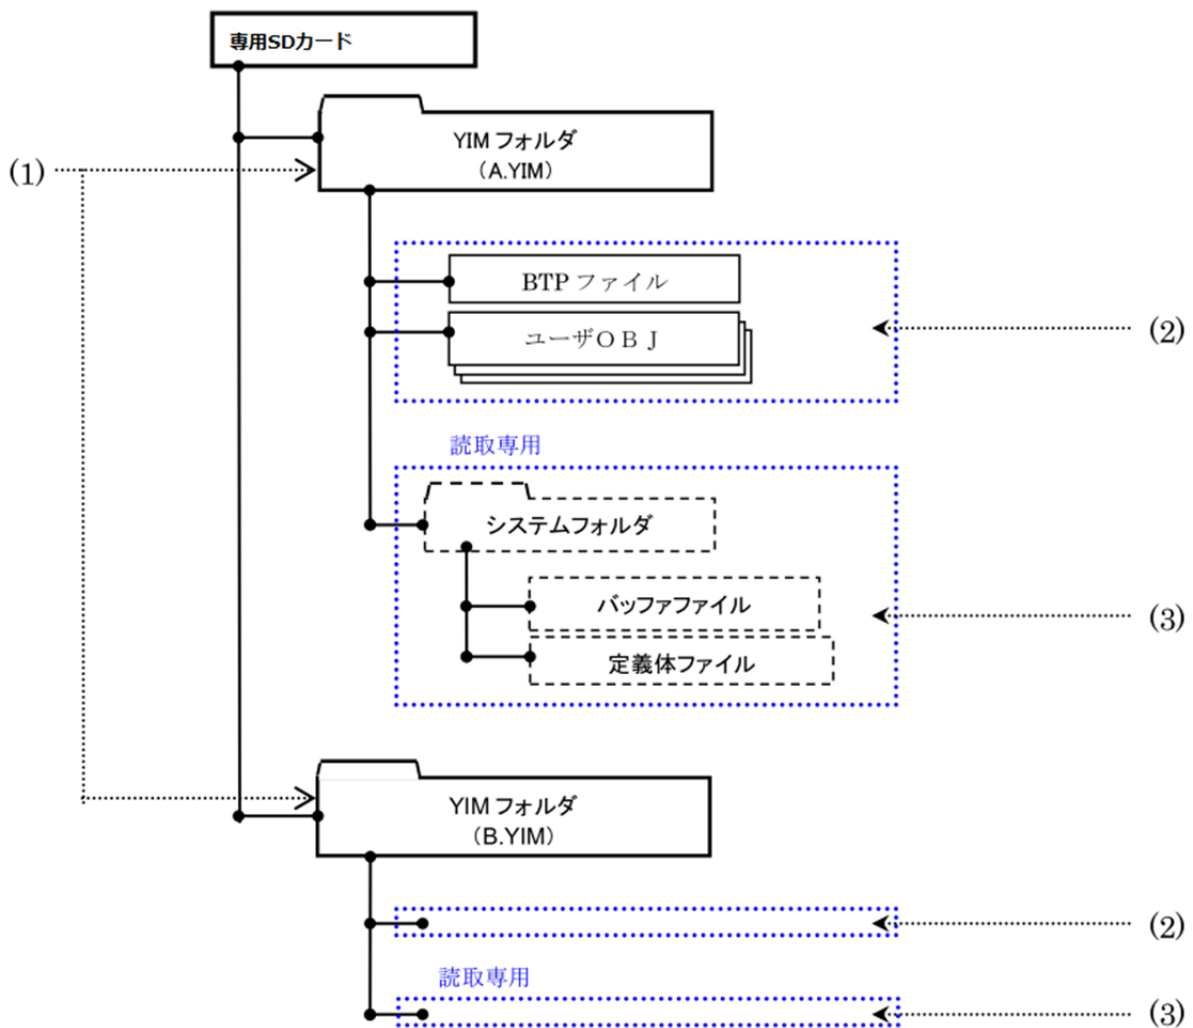 専用SDカード
YIM フォルダ
（A.YIM）
(1)
BTP ファイル
ユーザＯＢＪ
(2)
読取専用
システムフォルダ
バッファファイル
(3)
定義体ファイル
YIM フォルダ
（B.YIM）
(2)
読取専用
(3)